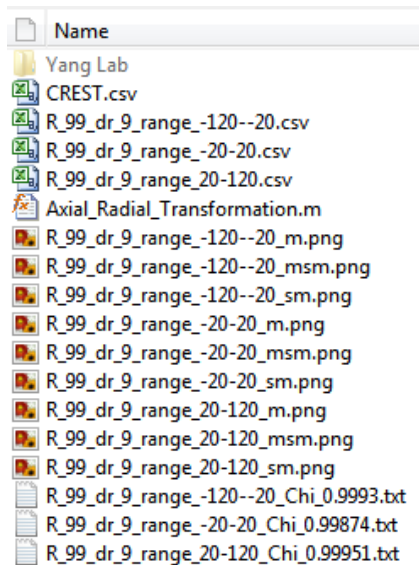 Name
Yang Lab
CREST.csv
R_99_dr_9_range_-120--20.csv
R_99_dr_9_range_-20-20.csv
R_99_dr_9_range_20-120.csv
Axial_Radial_Transformation.m
R_99_dr_9_range_-120--20_m.png
R_99_dr_9_range_-120--20_msm.png
R_99_dr_9_range_-120--20_sm.png
R_99_dr_9_range_-20-20_m.png
R_99_dr_9_range_-20-20_msm.png
R_99_dr_9_range_-20-20_sm.png
R_99_dr_9_range_20-120_m.png
R_99_dr_9_range_20-120_msm.png
R_99_dr_9_range_20-120_sm.png
R_99_dr_9_range_-120--20_Chi_0.9993.txt
R_99_dr_9_range_-20-20_Chi_0.99874.txt
R_99_dr_9_range_20-120_Chi_0.99951.txt